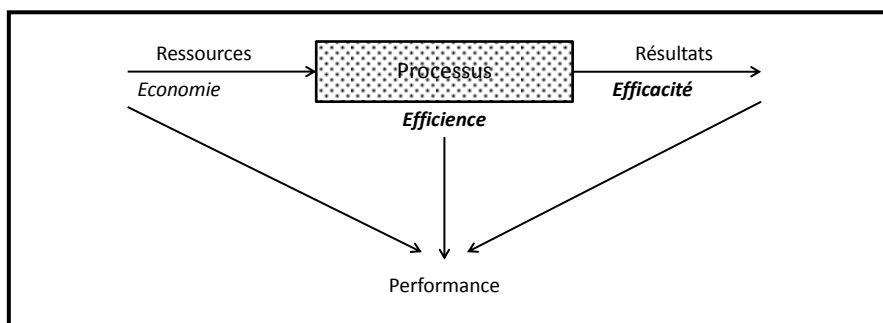 Ressources
Processus
Résultats
Economie
Efficacité
Efficience
Performance